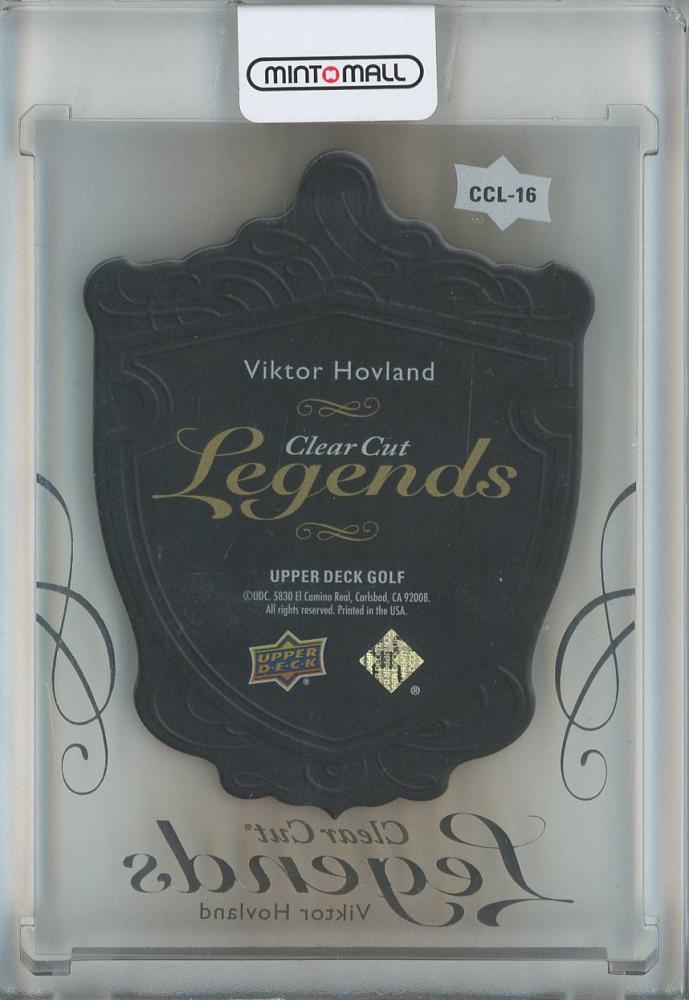 MINTMALL
CCL-16
®
Viktor Hovland
Clear Cut
Legends
UPPER DECK GOLF
©UDC. 5830 El Camino Real, Carlsbad, CA 92008.
All rights reserved. Printed in the USA.
UPPER
D·E·C·K
®
®
Clear Cut®
Legends
Viktor Hovland